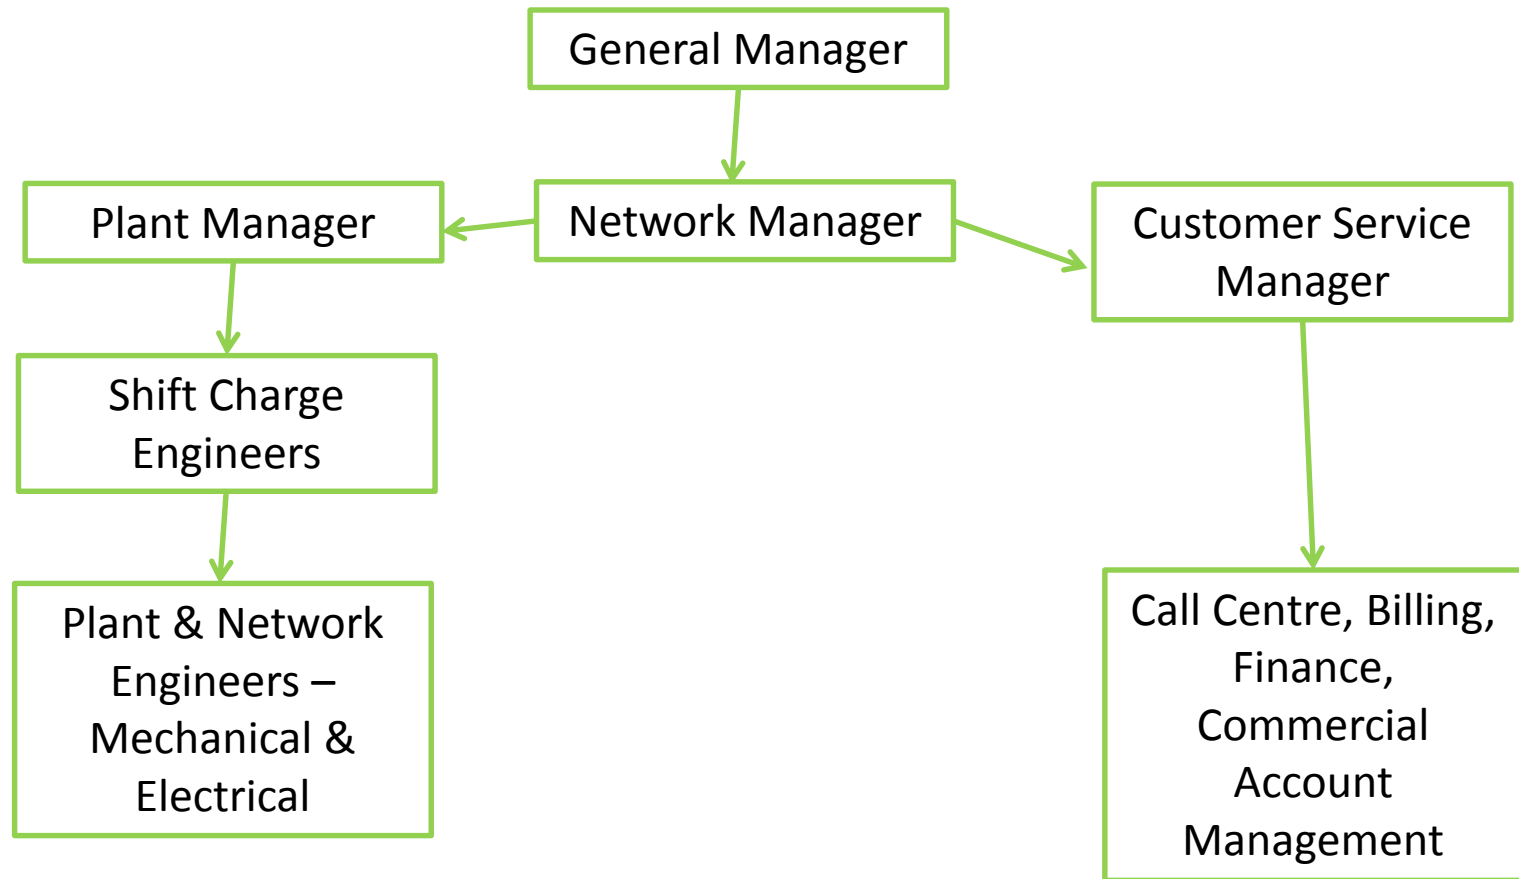 General Manager
Plant Manager
Network Manager
Customer Service
Manager
Shift Charge
Engineers
Plant & Network
Engineers –
Mechanical &
Electrical
Call Centre, Billing,
Finance,
Commercial
Account
Management